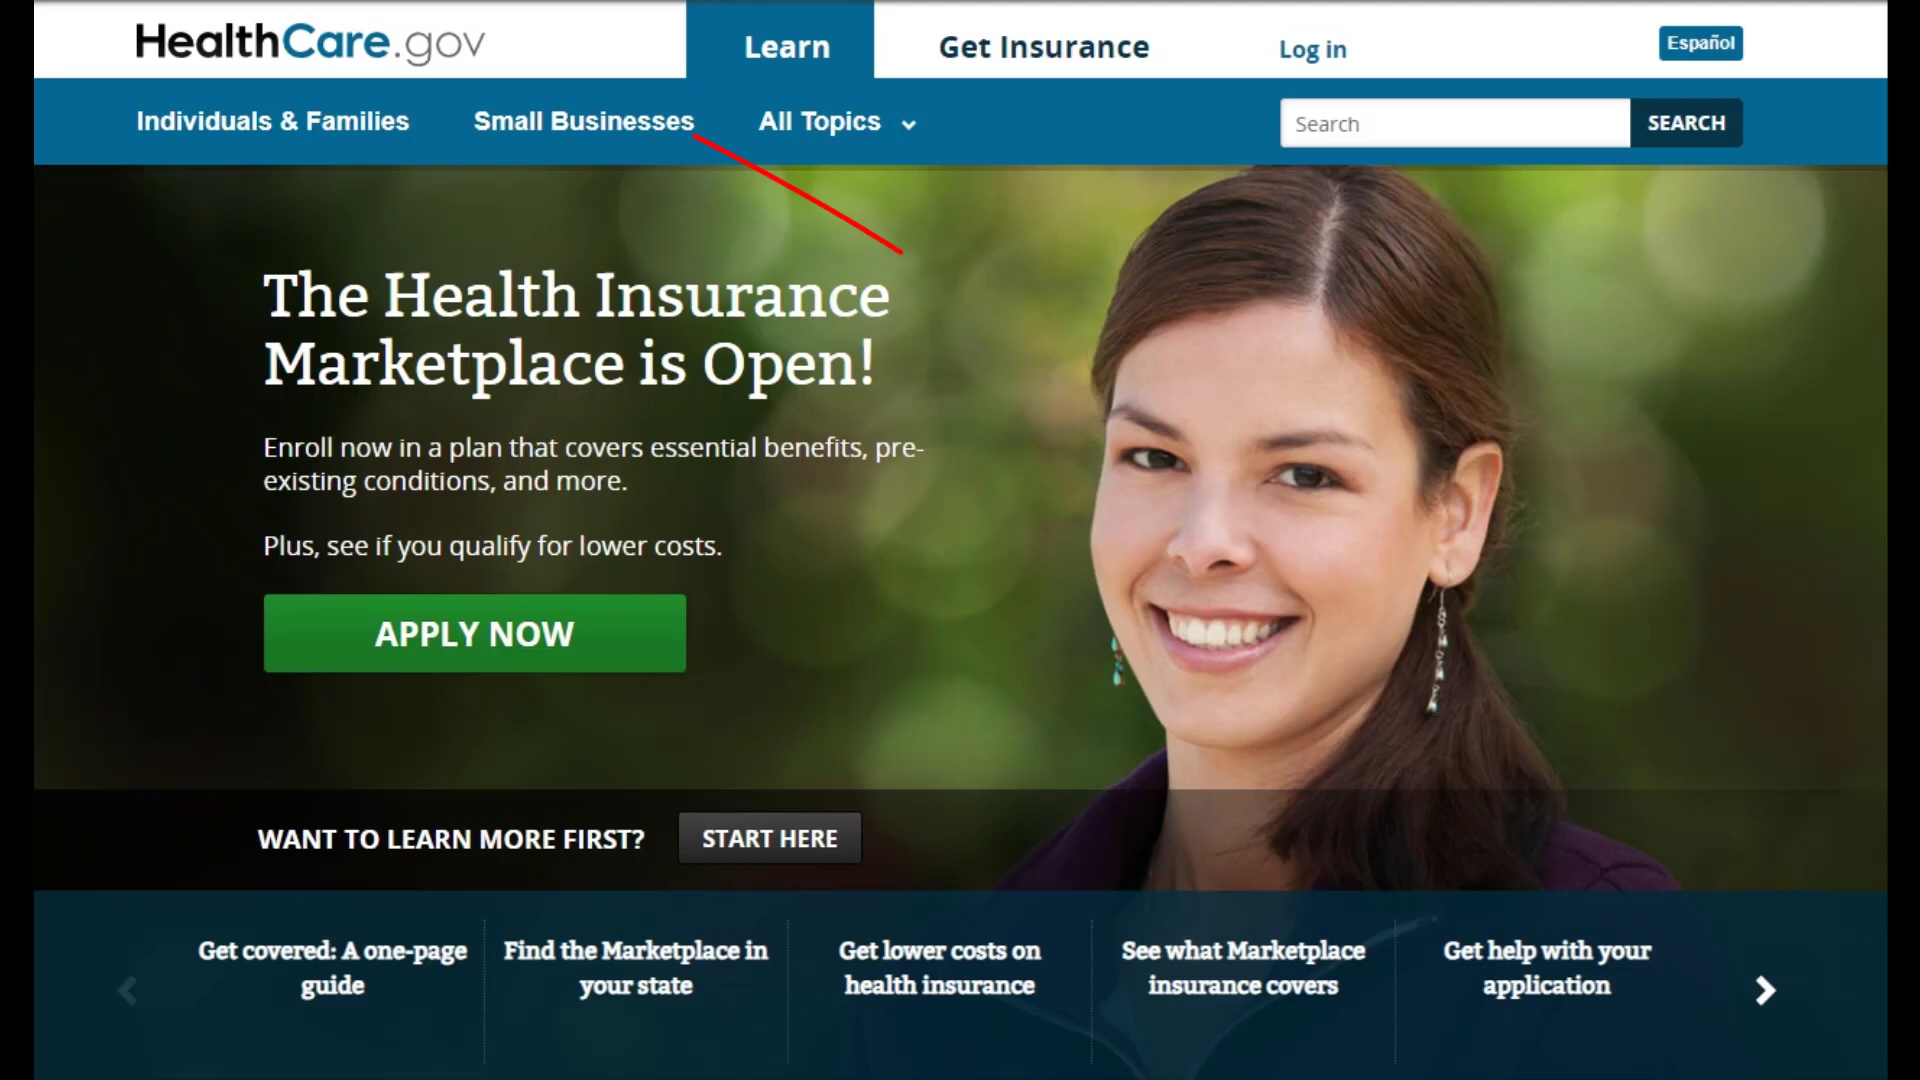 HealthCare.gov
Learn
Get Insurance
Log in
Español
Individuals & Families
Small Businesses
All Topics
Search
SEARCH
The Health Insurance
Marketplace is Open!
Enroll now in a plan that covers essential benefits, pre-
existing conditions, and more.
Plus, see if you qualify for lower costs.
APPLY NOW
WANT TO LEARN MORE FIRST?
START HERE
Get covered: A one-page
guide
Find the Marketplace in
your state
Get lower costs on
health insurance
See what Marketplace
insurance covers
Get help with your
application